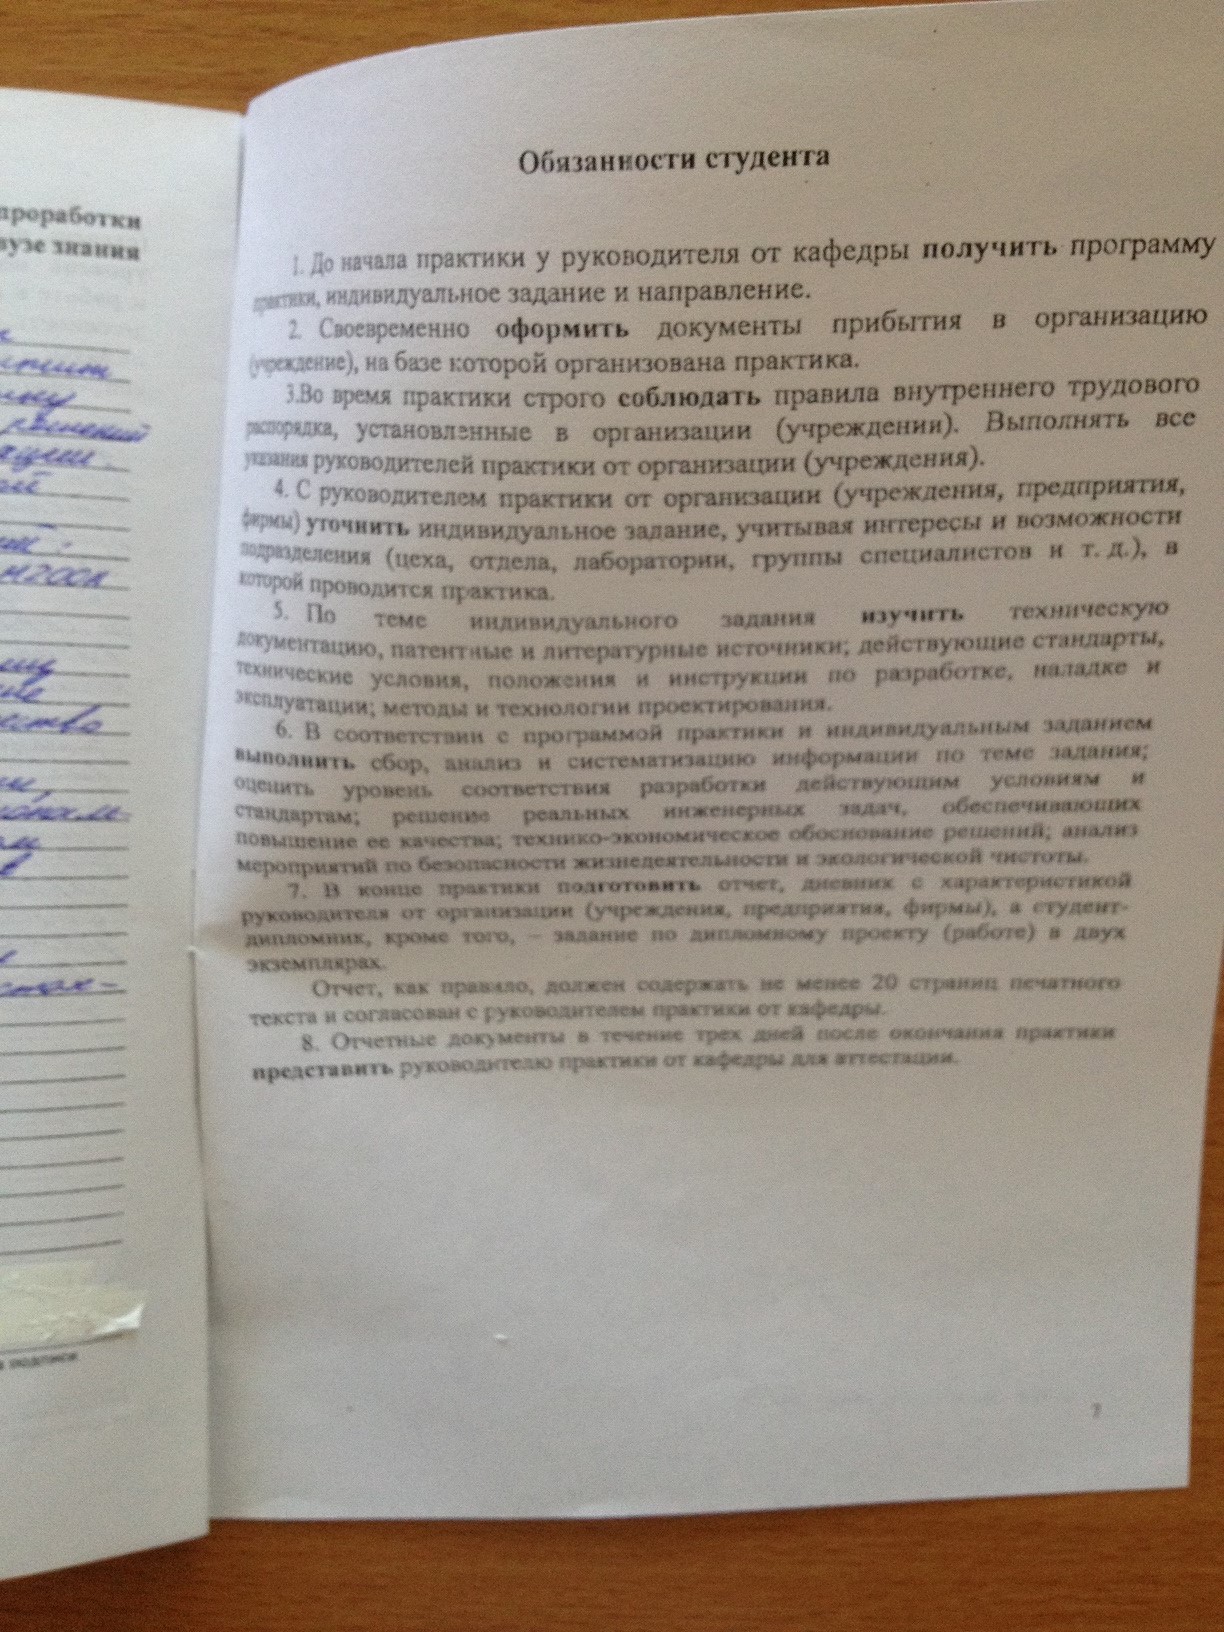 проработки
вузе знания
Обязанности студента
1. До начала практики у руководителя от кафедры получить программу
практики, индивидуальное задание и направление.
2. Своевременно оформить документы прибытия в организацию
(учреждение), на базе которой организована практика.
3.Во время практики строго соблюдать правила внутреннего трудового
распорядка, установленные в организации (учреждении). Выполнять все
указания руководителей практики от организации (учреждения).
4. С руководителем практики от организации (учреждения, предприятия,
фирмы) уточнить индивидуальное задание, учитывая интересы и возможности
подразделения (цеха, отдела, лаборатории, группы специалистов и т. д.), в
которой проводится практика.
5. По теме индивидуального задания изучить техническую
документацию, патентные и литературные источники; действующие стандарты,
технические условия, положения и инструкции по разработке, наладке и
эксплуатации; методы и технологии проектирования.
6. В соответствии с программой практики и индивидуальным заданием
выполнить сбор, анализ и систематизацию информации по теме задания;
оценить уровень соответствия разработки действующим условиям и
стандартам; решение реальных инженерных задач, обеспечивающих
повышение ее качества; технико-экономическое обоснование решений; анализ
мероприятий по безопасности жизнедеятельности и экологической чистоты.
7. В конце практики подготовить отчет, дневник с характеристикой
руководителя от организации (учреждения, предприятия, фирмы), а студент-
дипломник, кроме того, – задание по дипломному проекту (работе) в двух
экземплярах.
Отчет, как правило, должен содержать не менее 20 страниц печатного
текста и согласован с руководителем практики от кафедры.
8. Отчетные документы в течение трех дней после окончания практики
представить руководителю практики от кафедры для аттестации.
подписи
7